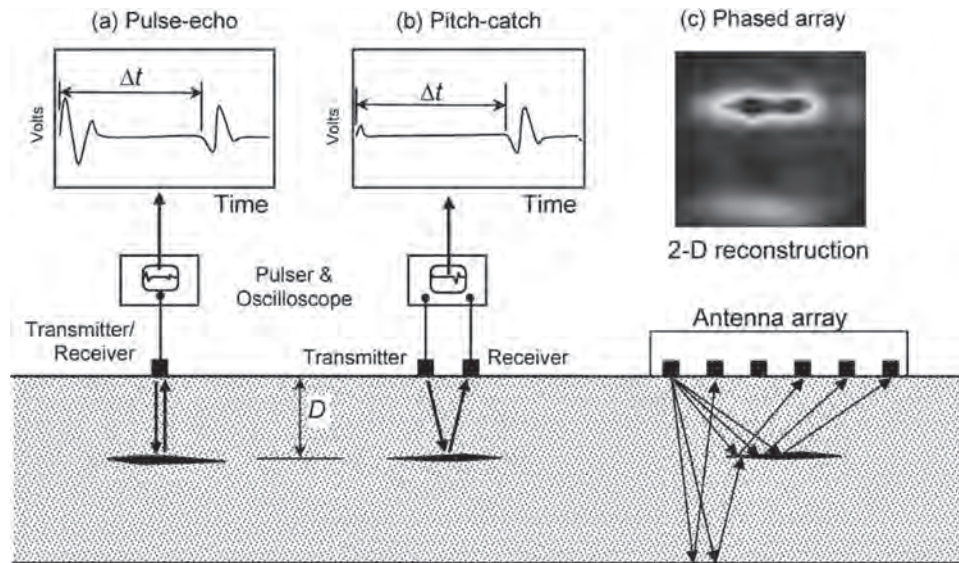 (a) Pulse-echo
(b) Pitch-catch
(c) Phased array
Δt
Volts
Time
Δt
Volts
Time
2-D reconstruction
Pulser &
Oscilloscope
Transmitter/
Receiver
Transmitter
Receiver
Antenna array
D